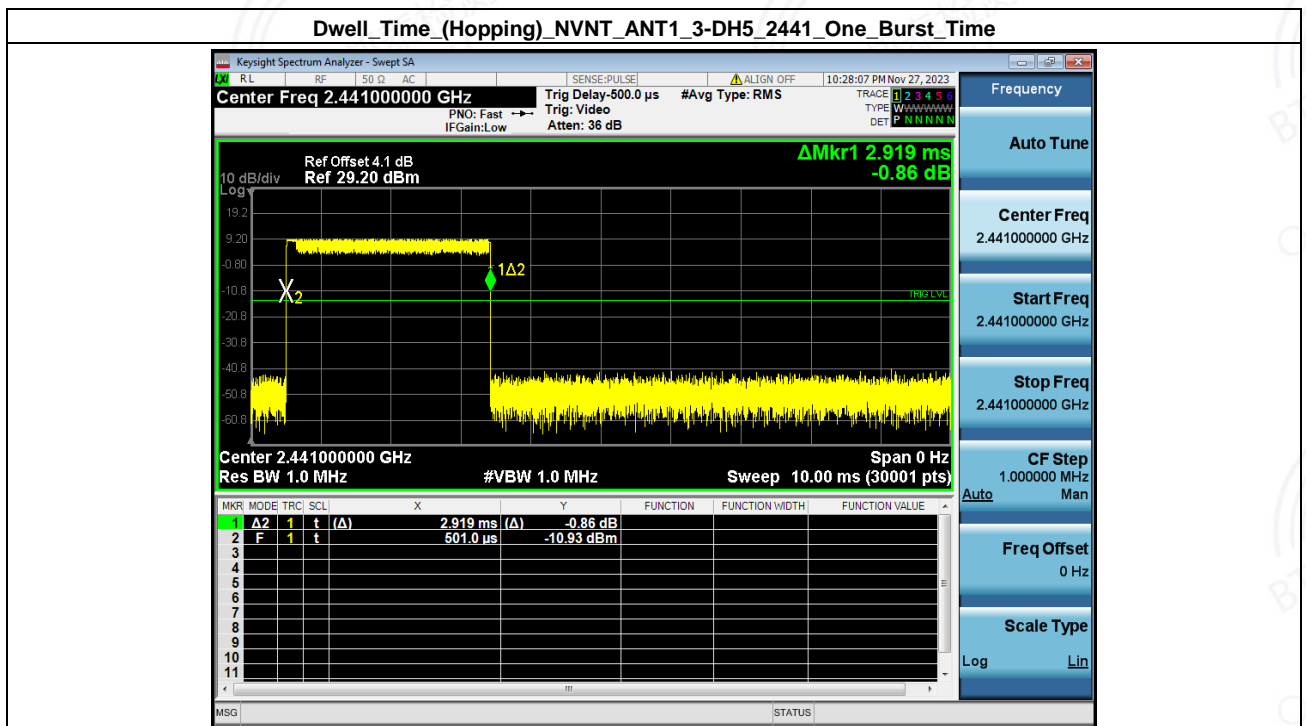 Dwell_Time_(Hopping)_NVNT_ANT1_3-DH5_2441_One_Burst_Time
Keysight Spectrum Analyzer - Swept SA
LXI RL RF 50 Ω AC SENSE:PULSE ALIGN OFF 10:28:07 PM Nov 27, 2023
Center Freq 2.441000000 GHz
PNO: Fast
IFGain:Low
Trig Delay-500.0 µs
Trig: Video
Atten: 36 dB
#Avg Type: RMS
TRACE 1 2 3 4 5 6
TYPE WWWWWW
DET P N N N N N
ΔMkr1 2.919 ms
-0.86 dB
Ref Offset 4.1 dB
10 dB/div Ref 29.20 dBm
Log
19.2
9.20
-0.80
-10.8
-20.8
-30.8
-40.8
-50.8
-60.8
1Δ2
2
TRIG LVL
Center 2.441000000 GHz Span 0 Hz
Res BW 1.0 MHz #VBW 1.0 MHz Sweep 10.00 ms (30001 pts)
MKR MODE TRC SCL X Y FUNCTION FUNCTION WIDTH FUNCTION VALUE
1 Δ2 1 t (Δ) 2.919 ms (Δ) -0.86 dB
2 F 1 t 501.0 µs -10.93 dBm
3
4
5
6
7
8
9
10
11
MSG STATUS
Frequency
Auto Tune
Center Freq
2.441000000 GHz
Start Freq
2.441000000 GHz
Stop Freq
2.441000000 GHz
CF Step
1.000000 MHz
Auto Man
Freq Offset
0 Hz
Scale Type
Log Lin